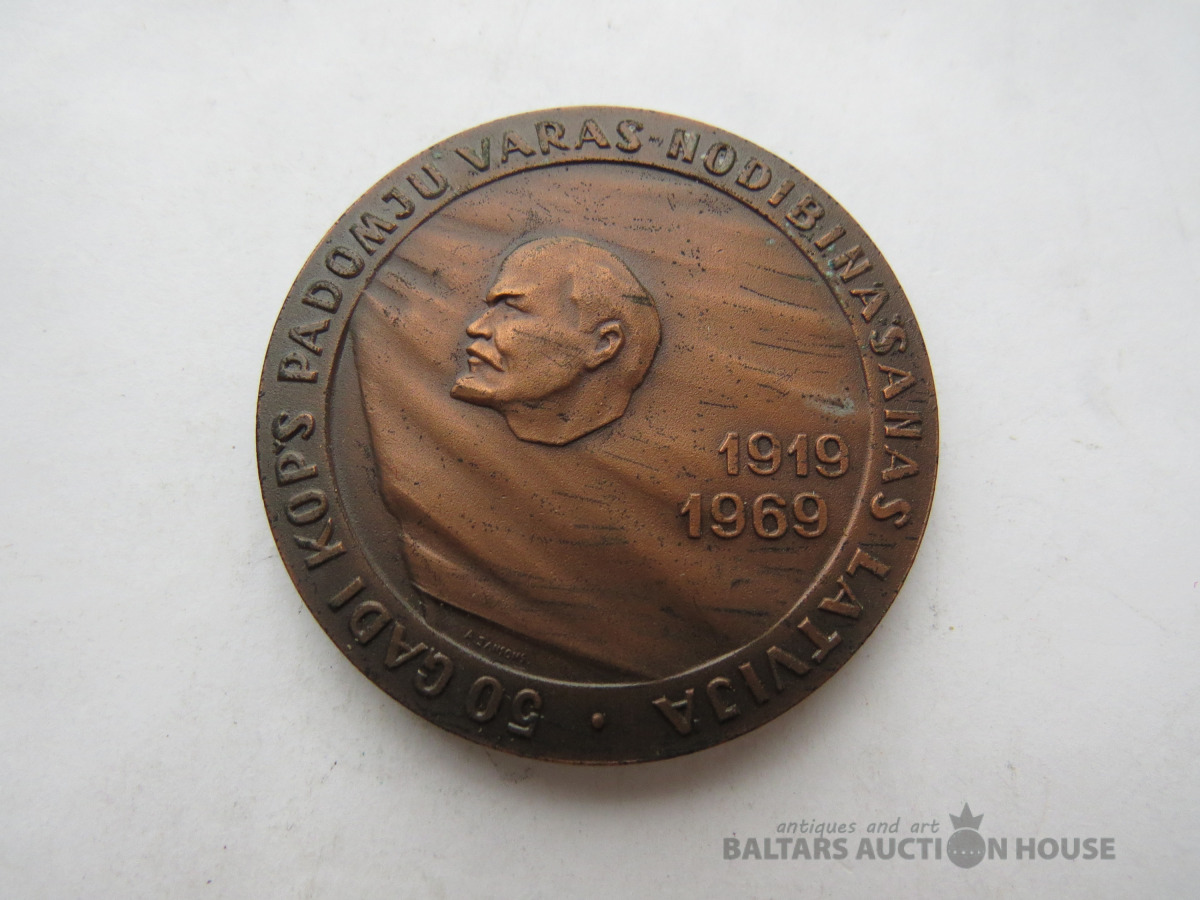 50 GADI KOPŠ PADOMJU VARAS NODIBINĀŠANAS LATVIJĀ
1919
1969
antiques and art
BALTARS AUCTION HOUSE